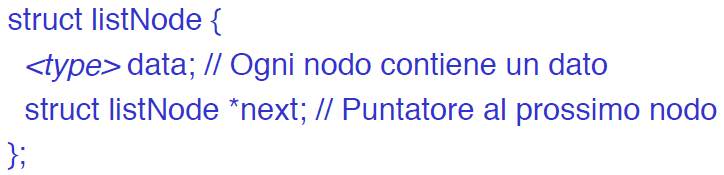 struct listNode {
<type> data; // Ogni nodo contiene un dato
struct listNode *next; // Puntatore al prossimo nodo
};